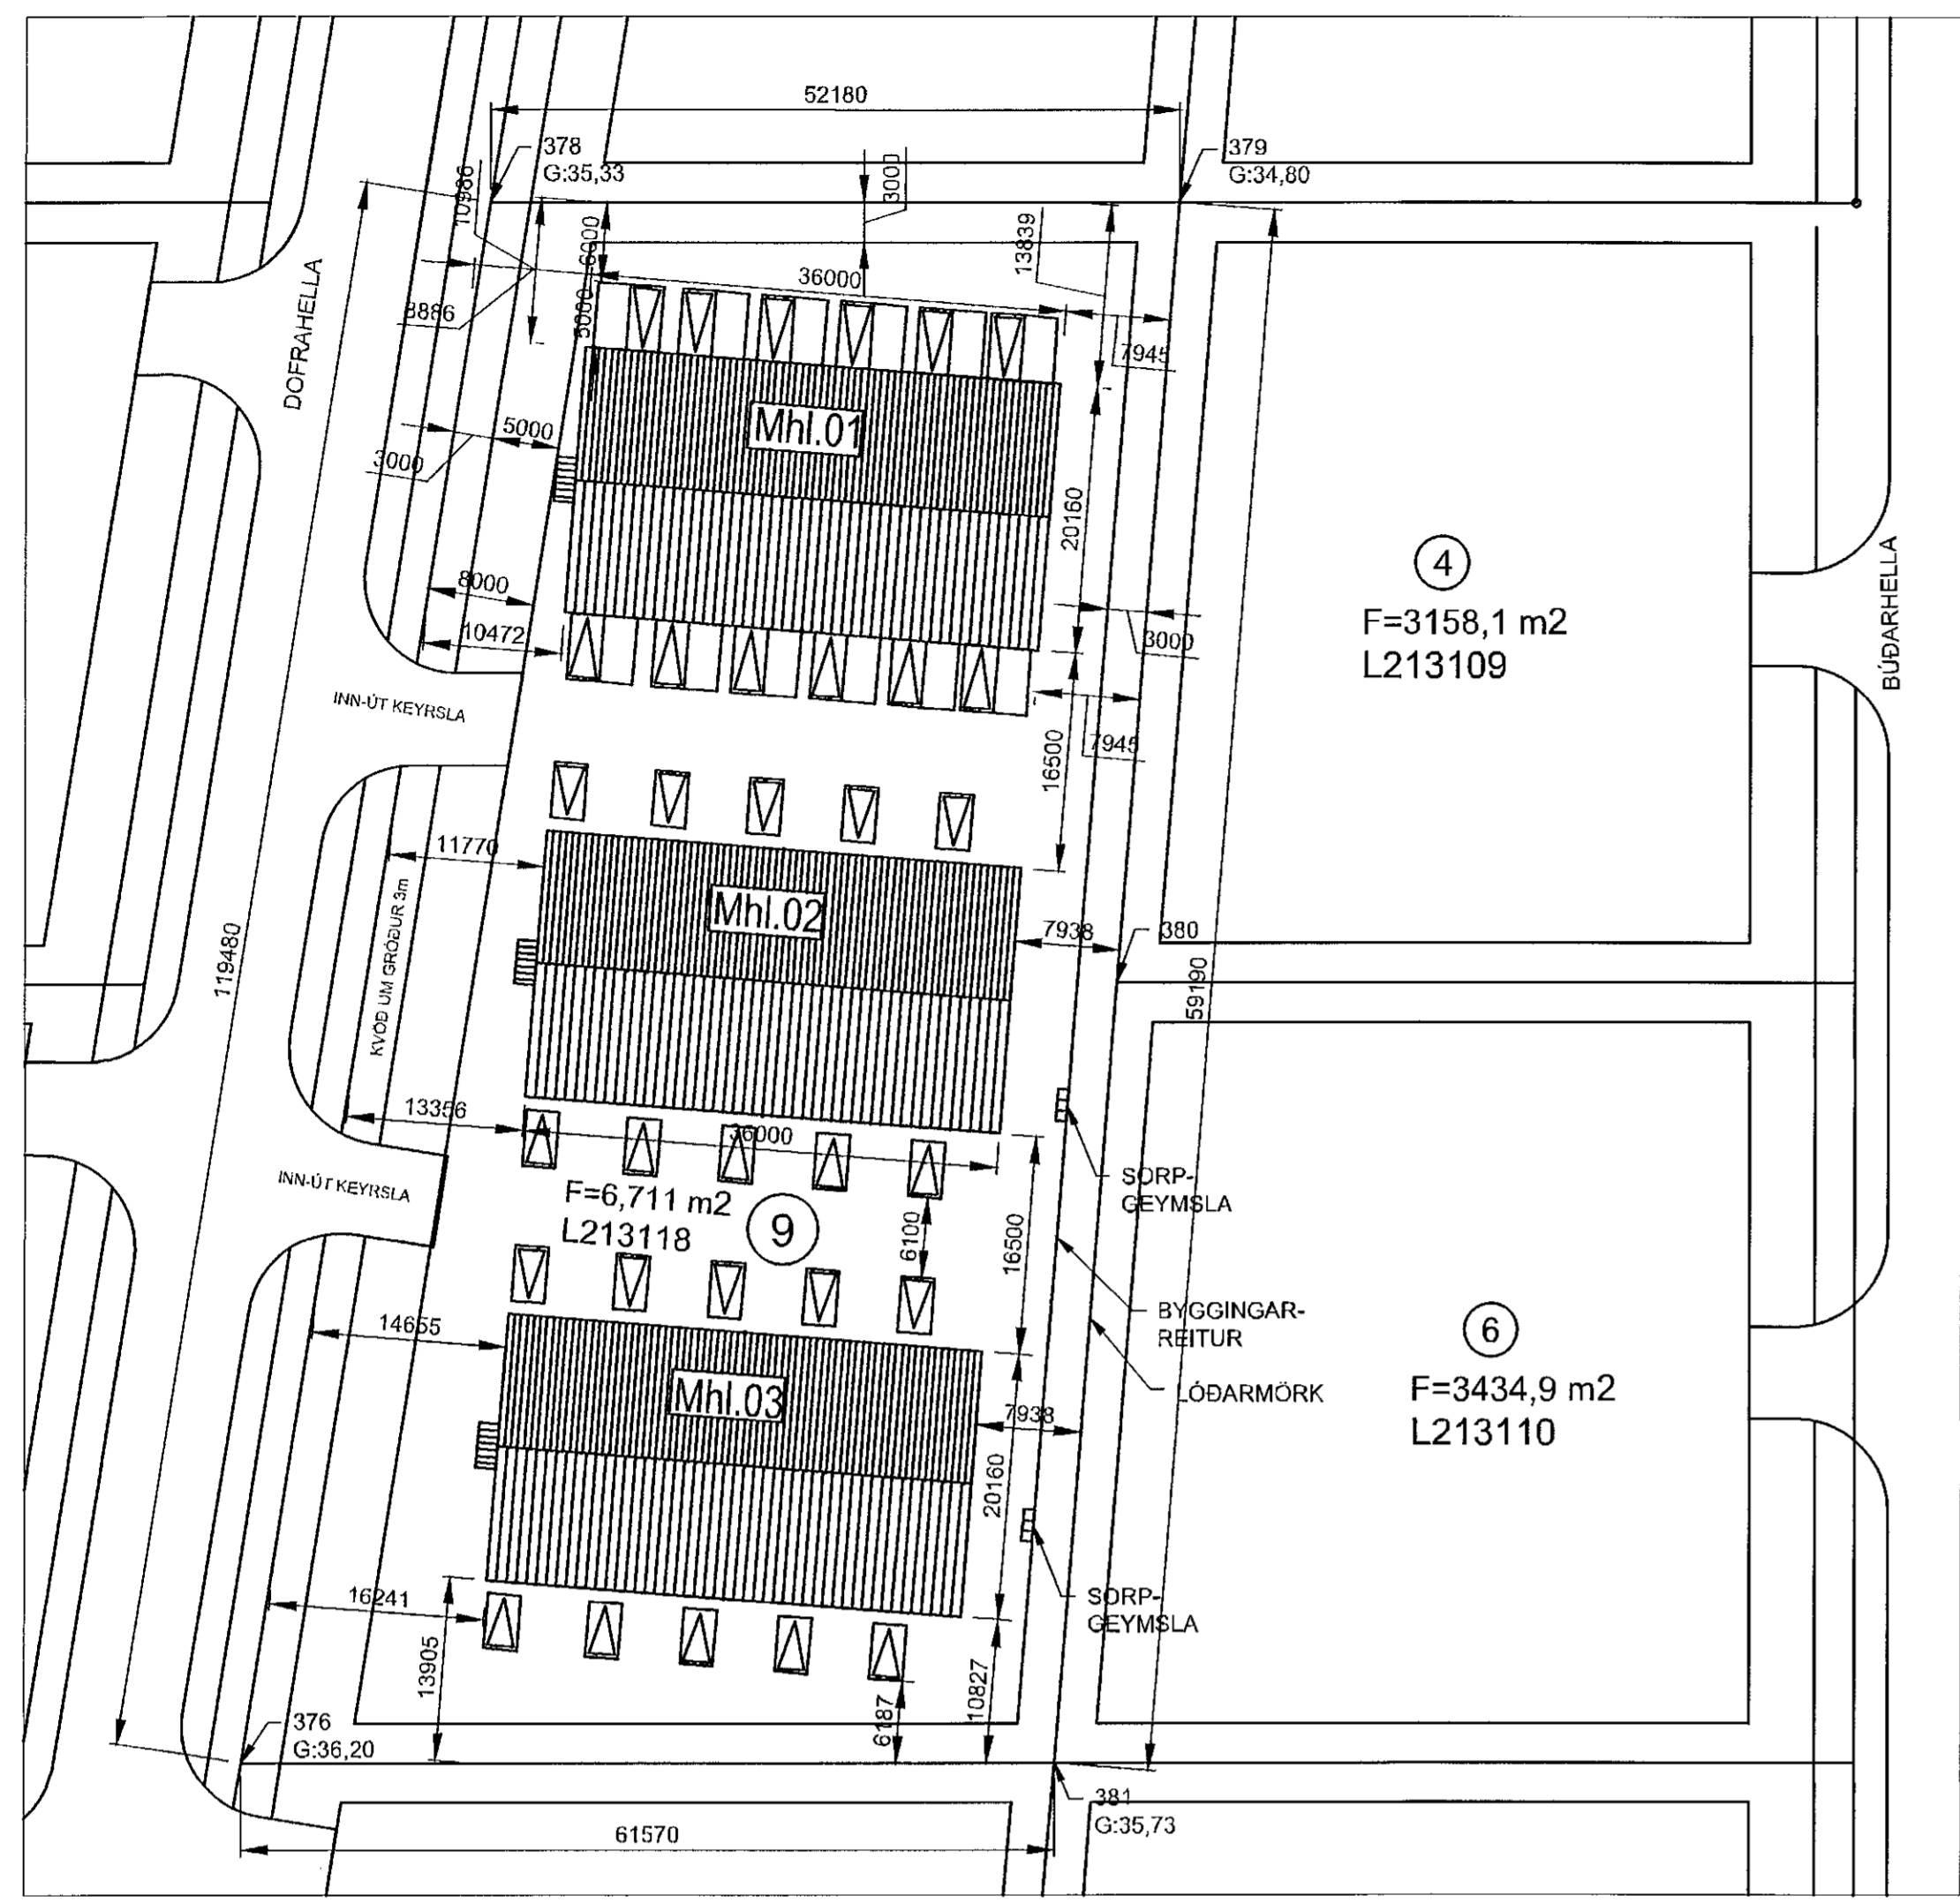 52180
378
G:35,33
379
G:34,80
10986
3000
6000
13839
36000
8886
5000
7945
DOFRAHELLA
Mhl.01
5000
3000
20160
4
F=3158,1 m2
L213109
BÚÐARHELLA
8000
10472
3000
INN-ÚT KEYRSLA
7945
16500
11770
Mhl.02
KVÖÐ UM GRÓÐUR 3m
7938
380
119480
59190
13356
36000
SORP-
GEYMSLA
INN-ÚT KEYRSLA
F=6,711 m2
L213118
9
6100
16500
BYGGINGAR-
REITUR
14655
6
LÓÐARMÖRK
F=3434,9 m2
L213110
Mhl.03
7938
20160
SORP-
GEYMSLA
16241
13905
6187
10827
376
G:36,20
381
G:35,73
61570